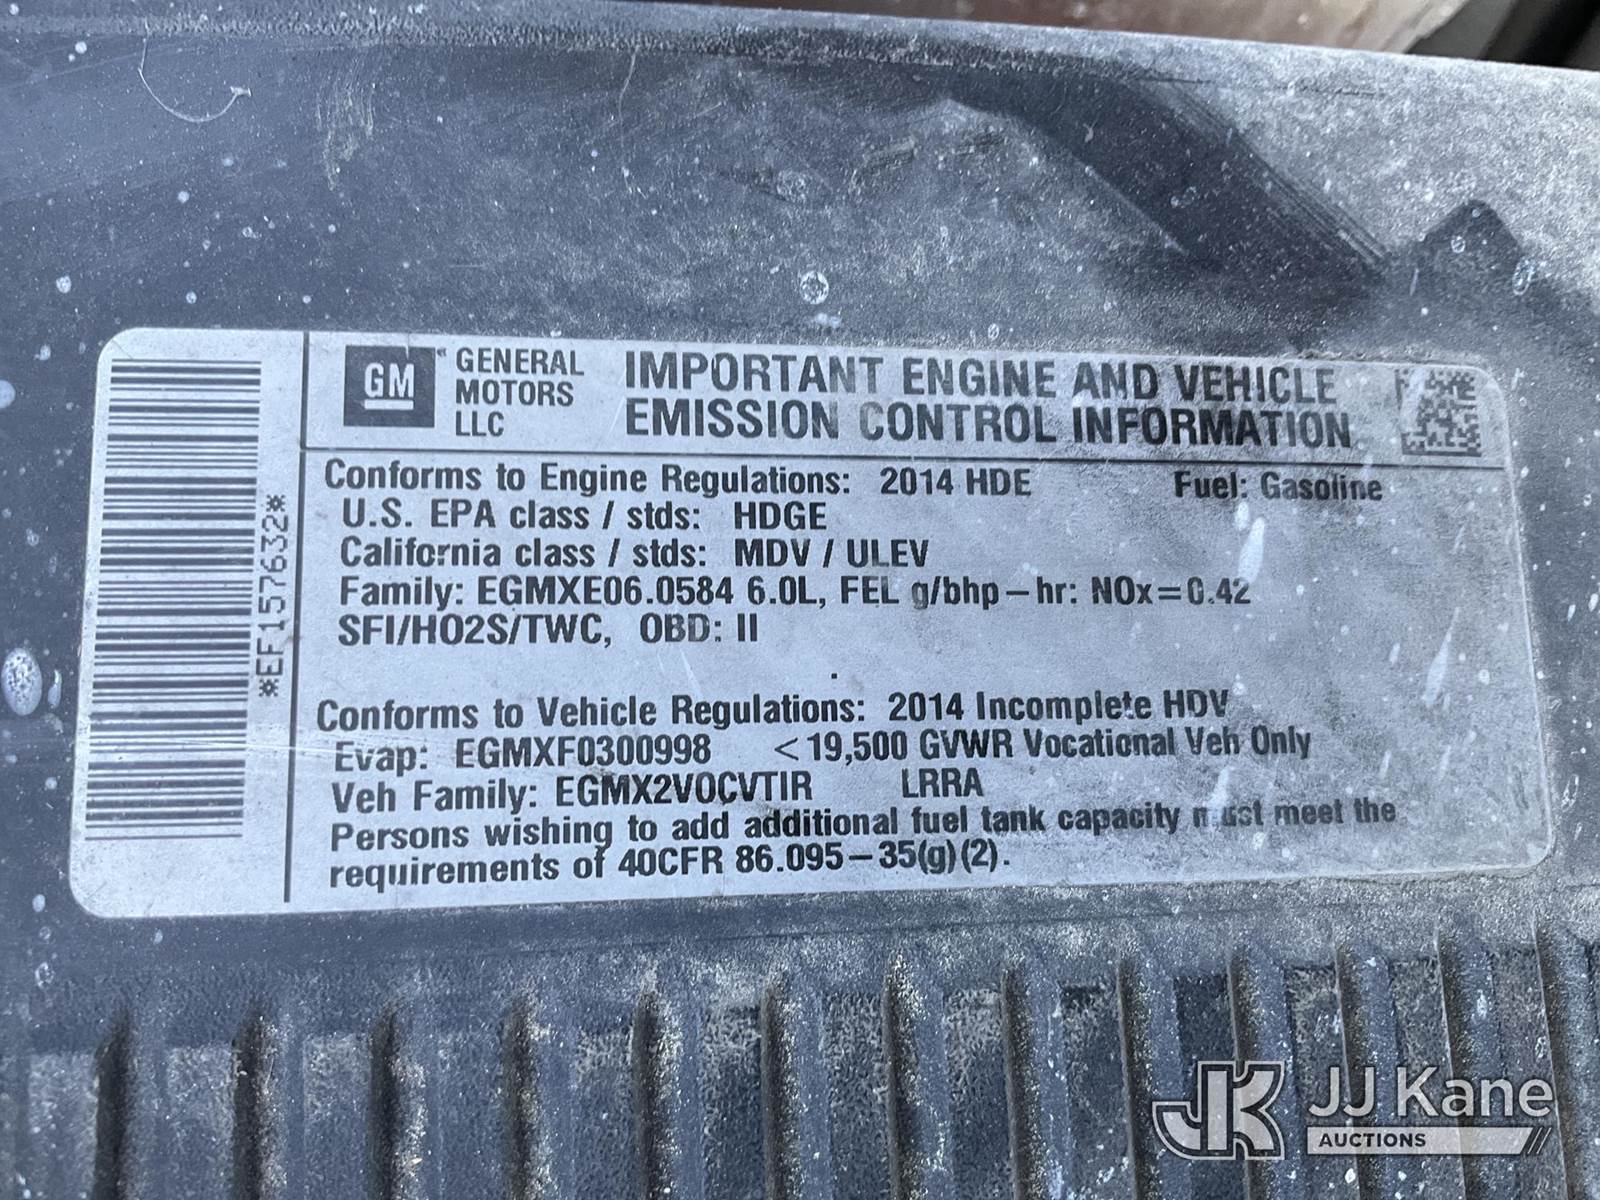 GM
GENERAL
MOTORS
LLC
IMPORTANT ENGINE AND VEHICLE
EMISSION CONTROL INFORMATION
*EF157632*
Conforms to Engine Regulations: 2014 HDE Fuel: Gasoline
U.S. EPA class / stds: HDGE
California class / stds: MDV / ULEV
Family: EGMXE06.0584 6.0L, FEL g/bhp-hr: NOx=0.42
SFI/HO2S/TWC, OBD: II
Conforms to Vehicle Regulations: 2014 Incomplete HDV
Evap: EGMXF0300998 <19,500 GVWR Vocational Veh Only
Veh Family: EGMX2VOCVTIR LRRA
Persons wishing to add additional fuel tank capacity must meet the
requirements of 40CFR 86.095-35(g)(2).
JK JJ Kane
AUCTIONS